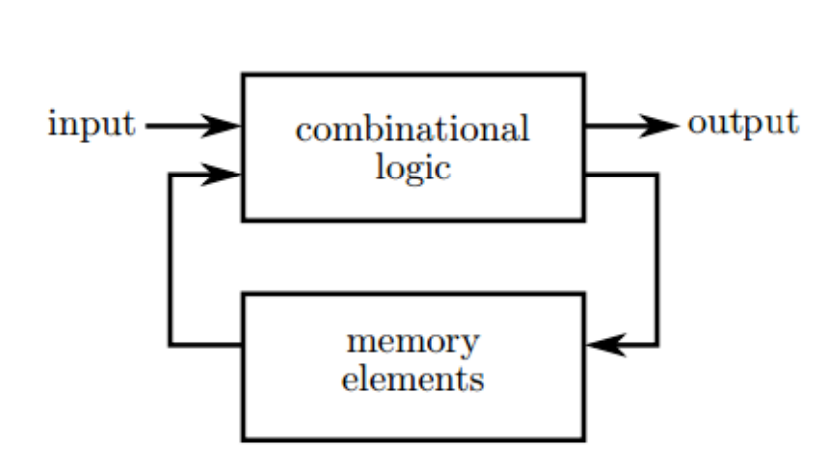 input
combinational
logic
output
memory
elements